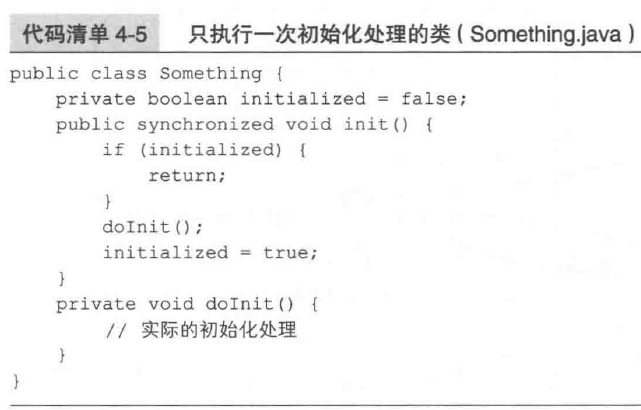 代码清单 4-5 只执行一次初始化处理的类（Something.java）
public class Something {
    private boolean initialized = false;
    public synchronized void init() {
        if (initialized) {
            return;
        }
        doInit();
        initialized = true;
    }
    private void doInit() {
        // 实际的初始化处理
    }
}